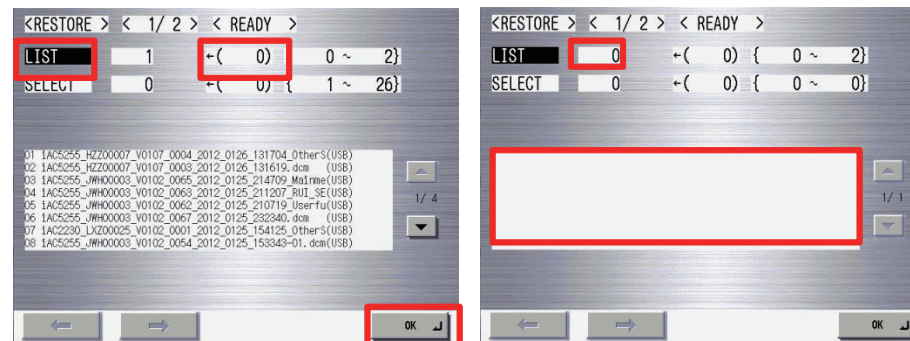 <RESTORE > < 1/ 2 > < READY >
LIST 1 ←( 0) 0 ~ 2}
SELECT 0 ←( 0) { 1 ~ 26}
01 1AC5255_HZZ00007_V0107_0004_2012_0126_131704_OtherS(USB)
02 1AC5255_HZZ00007_V0107_0003_2012_0126_131619.dcm (USB)
03 1AC5255_JWH00003_V0102_0065_2012_0125_214709_Mainme(USB)
04 1AC5255_JWH00003_V0102_0063_2012_0125_211207_RUI_SE(USB)
05 1AC5255_JWH00003_V0102_0062_2012_0125_210719_Userfu(USB)
06 1AC5255_JWH00003_V0102_0067_2012_0125_232340.dcm (USB)
07 1AC2230_LXZ00025_V0102_0001_2012_0125_154125_OtherS(USB)
08 1AC5255_JWH00003_V0102_0054_2012_0125_153343-01.dcm(USB)
1/ 4
OK
<RESTORE > < 1/ 2 > < READY >
LIST 0 ←( 0) { 0 ~ 2}
SELECT 0 ←( 0) { 0 ~ 0}
1/ 1
OK